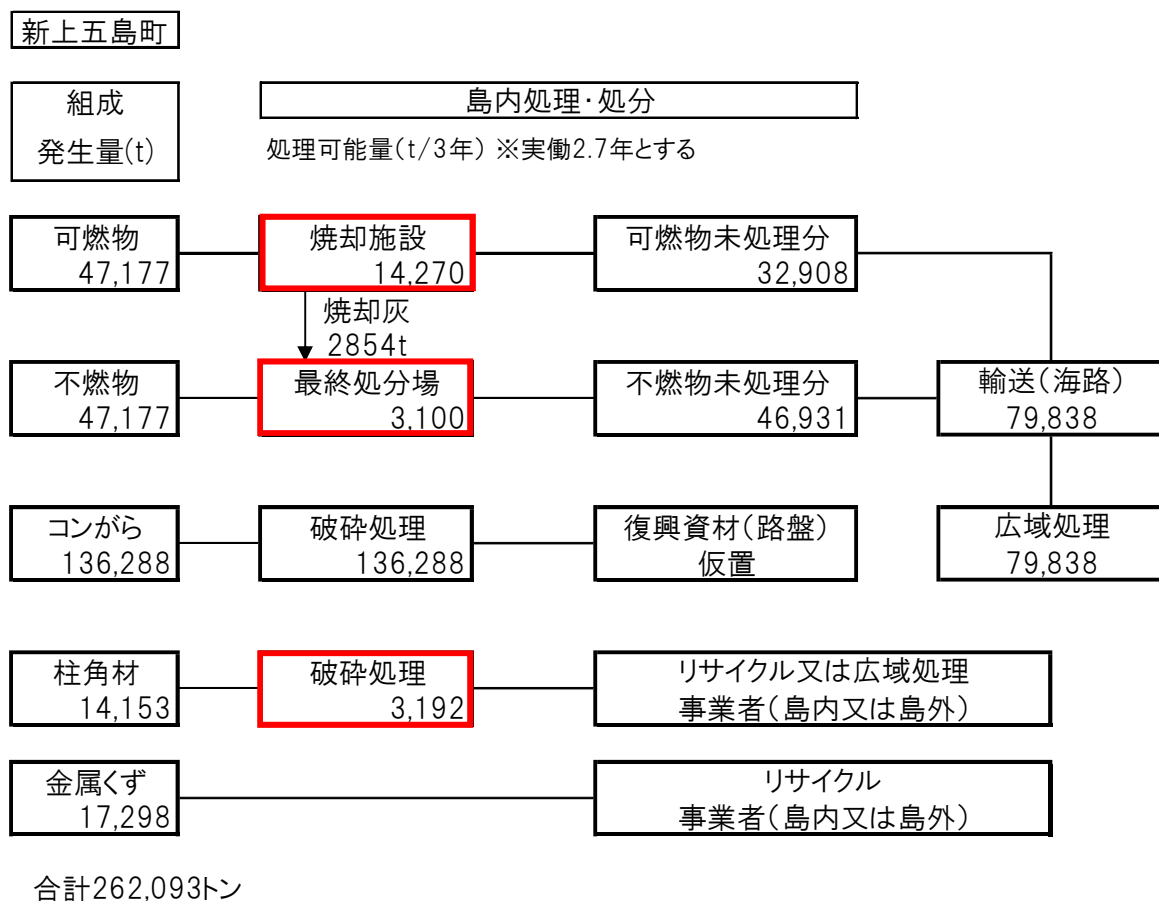 新上五島町
組成
発生量(t)
島内処理・処分
処理可能量(t/3年) ※実働2.7年とする
可燃物
47,177
焼却施設
14,270
可燃物未処理分
32,908
焼却灰
2854t
不燃物
47,177
最終処分場
3,100
不燃物未処理分
46,931
輸送(海路)
79,838
コンがら
136,288
破砕処理
136,288
復興資材(路盤)
仮置
広域処理
79,838
柱角材
14,153
破砕処理
3,192
リサイクル又は広域処理
事業者(島内又は島外)
金属くず
17,298
リサイクル
事業者(島内又は島外)
合計262,093トン